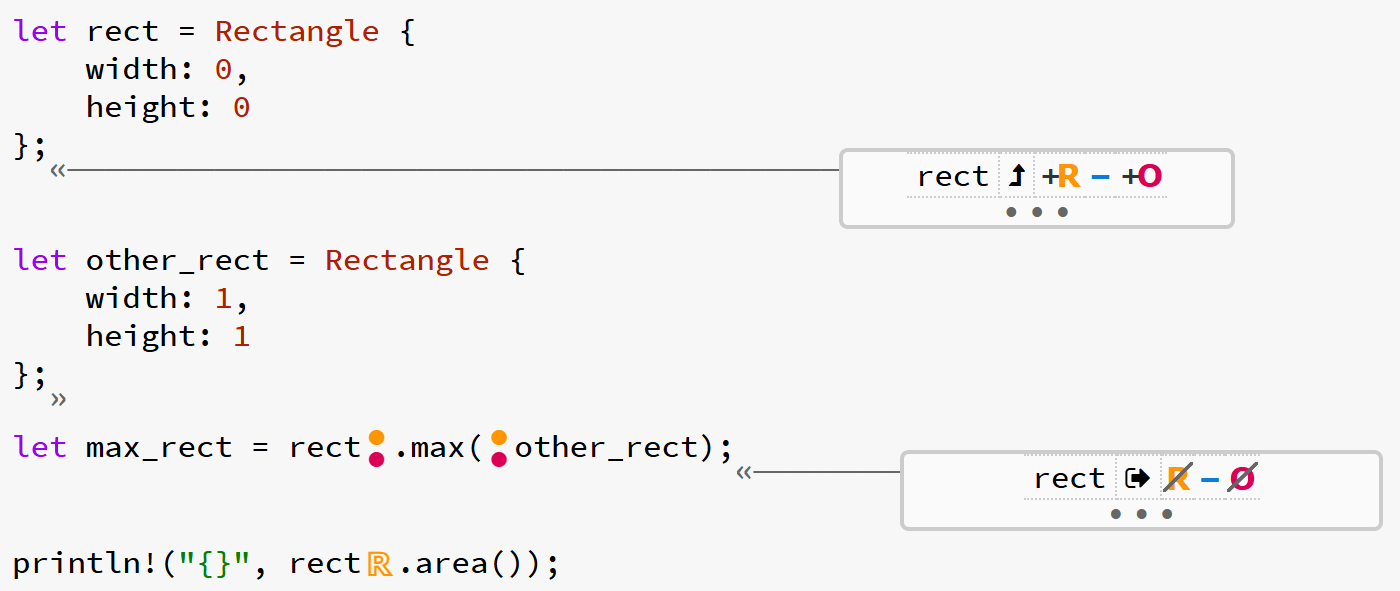 let rect = Rectangle {
    width: 0,
    height: 0
};
«
rect +R - +O
let other_rect = Rectangle {
    width: 1,
    height: 1
};
»
let max_rect = rect.max(other_rect);
«
rect R - O
println!("{}", rectR.area());